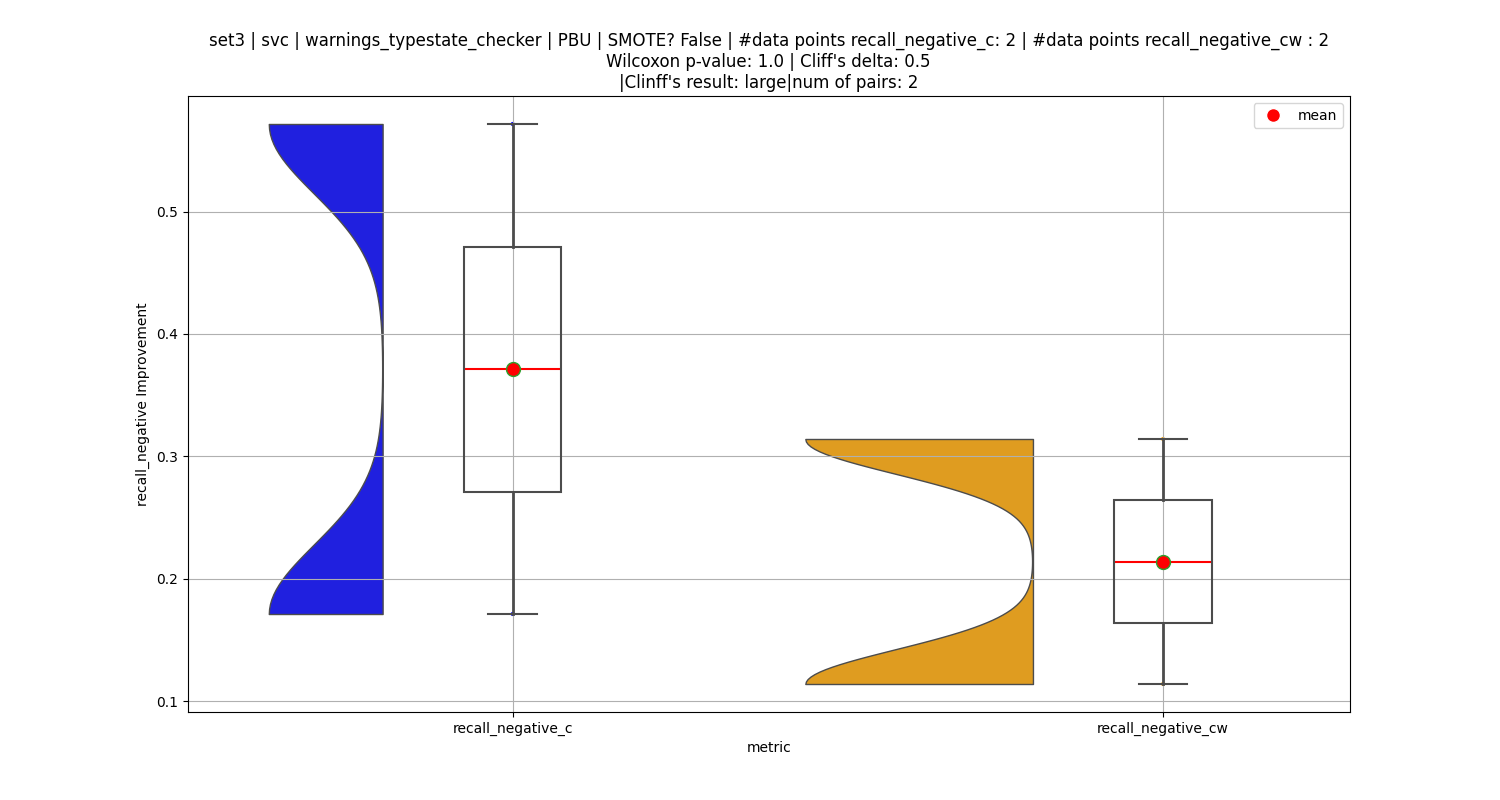 set3 | svc | warnings_typestate_checker | PBU | SMOTE? False | #data points recall_negative_c: 2 | #data points recall_negative_cw : 2
Wilcoxon p-value: 1.0 | Cliff's delta: 0.5
|Clinff's result: large|num of pairs: 2
mean
recall_negative Improvement
0.5
0.4
0.3
0.2
0.1
recall_negative_c
recall_negative_cw
metric